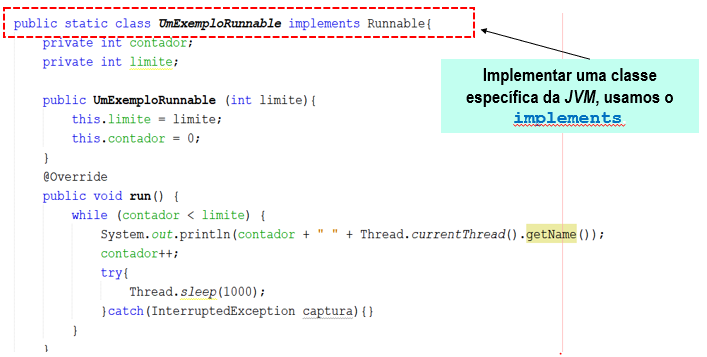 public static class UmExemploRunnable implements Runnable{
private int contador;
private int limite;
Implementar uma classe
específica da JVM, usamos o
implements
public UmExemploRunnable (int limite){
this.limite = limite;
this.contador = 0;
}
@Override
public void run() {
while (contador < limite) {
System.out.println(contador + " " + Thread.currentThread().getName());
contador++;
try{
Thread.sleep(1000);
}catch(InterruptedException captura){}
}
}